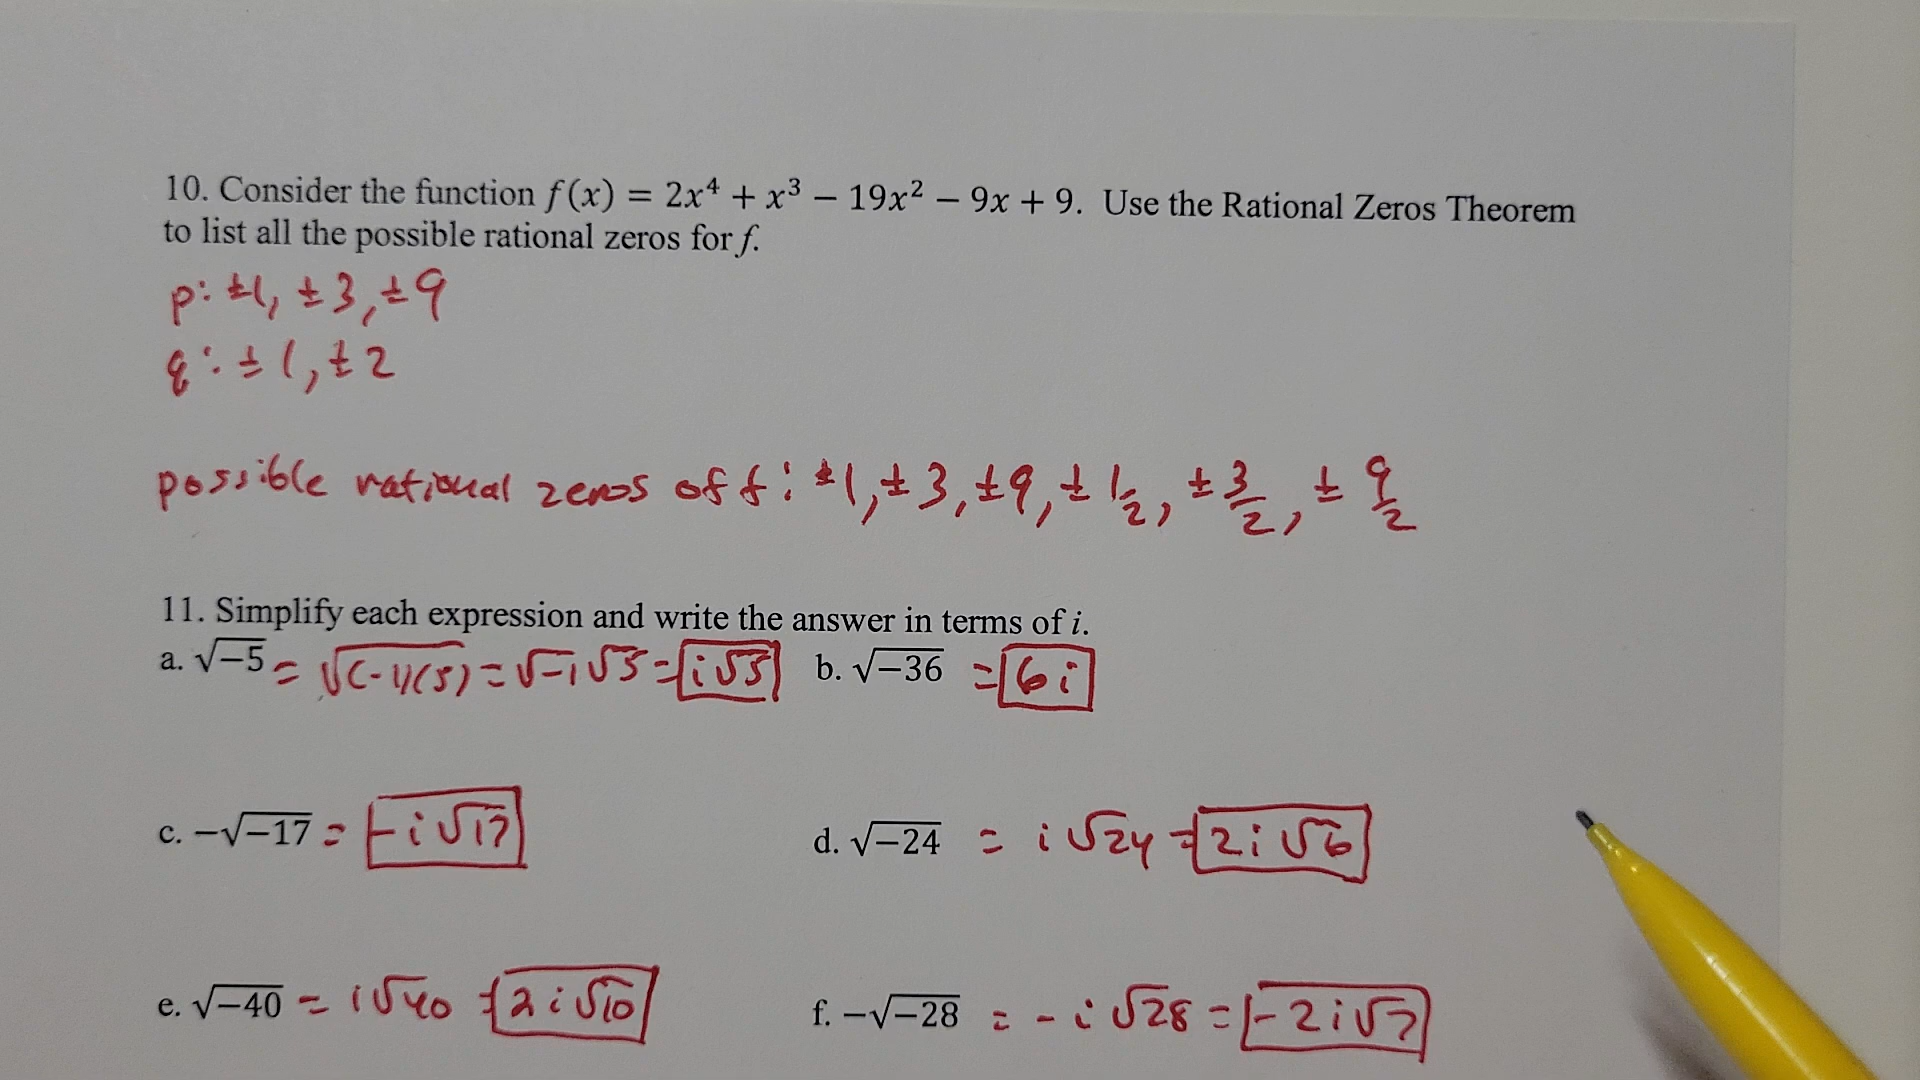 10. Consider the function f(x) = 2x⁴ + x³ − 19x² − 9x + 9. Use the Rational Zeros Theorem
to list all the possible rational zeros for f.
p: ±1, ±3, ±9
q: ±1, ±2
possible rational zeros of f: ±1, ±3, ±9, ±1/2, ±3/2, ±9/2
11. Simplify each expression and write the answer in terms of i.
a. √−5 = √(-1)(5) = √-1 √5 = i√5 b. √−36 = 6i
c. −√−17 = -i√17 d. √−24 = i√24 = 2i√6
e. √−40 = i√40 = 2i√10 f. −√−28 = -i√28 = -2i√7